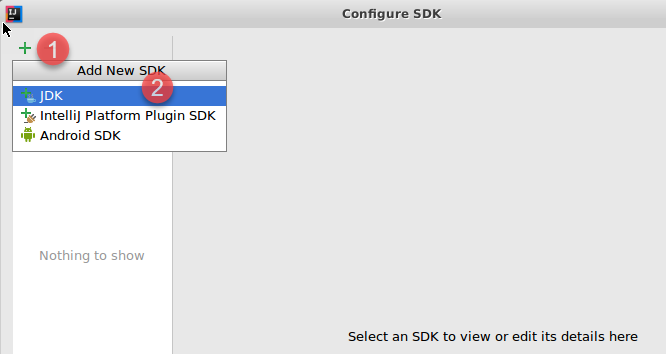 IJ
Configure SDK
1
Add New SDK
2
JDK
IntelliJ Platform Plugin SDK
Android SDK
Nothing to show
Select an SDK to view or edit its details here